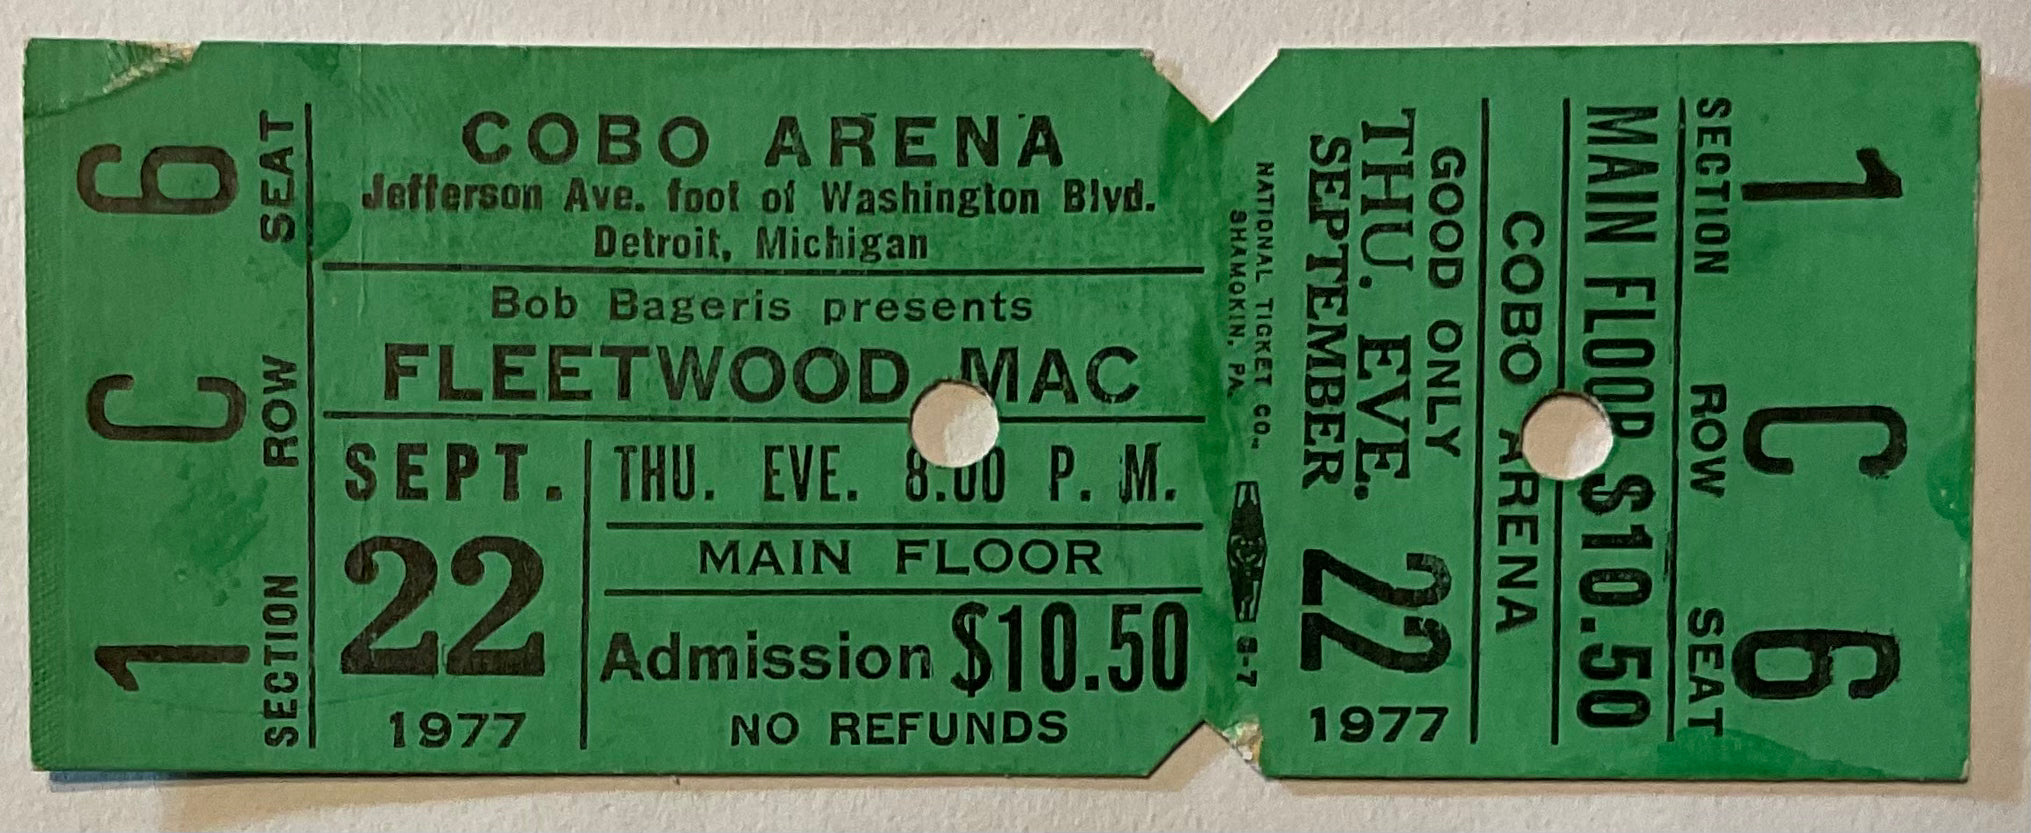 6 SEAT
C ROW
1 SECTION
COBO ARENA
Jefferson Ave. foot of Washington Blvd.
Detroit, Michigan
Bob Bageris presents
FLEETWOOD MAC
SEPT.
22
1977
THU. EVE. 8:00 P. M.
MAIN FLOOR
Admission $10.50
NO REFUNDS
NATIONAL TICKET CO.
SHAMOKIN, PA.
GOOD ONLY
THU. EVE.
SEPTEMBER
22
1977
COBO ARENA
MAIN FLOOR $10.50
SECTION 1
ROW C
SEAT 6